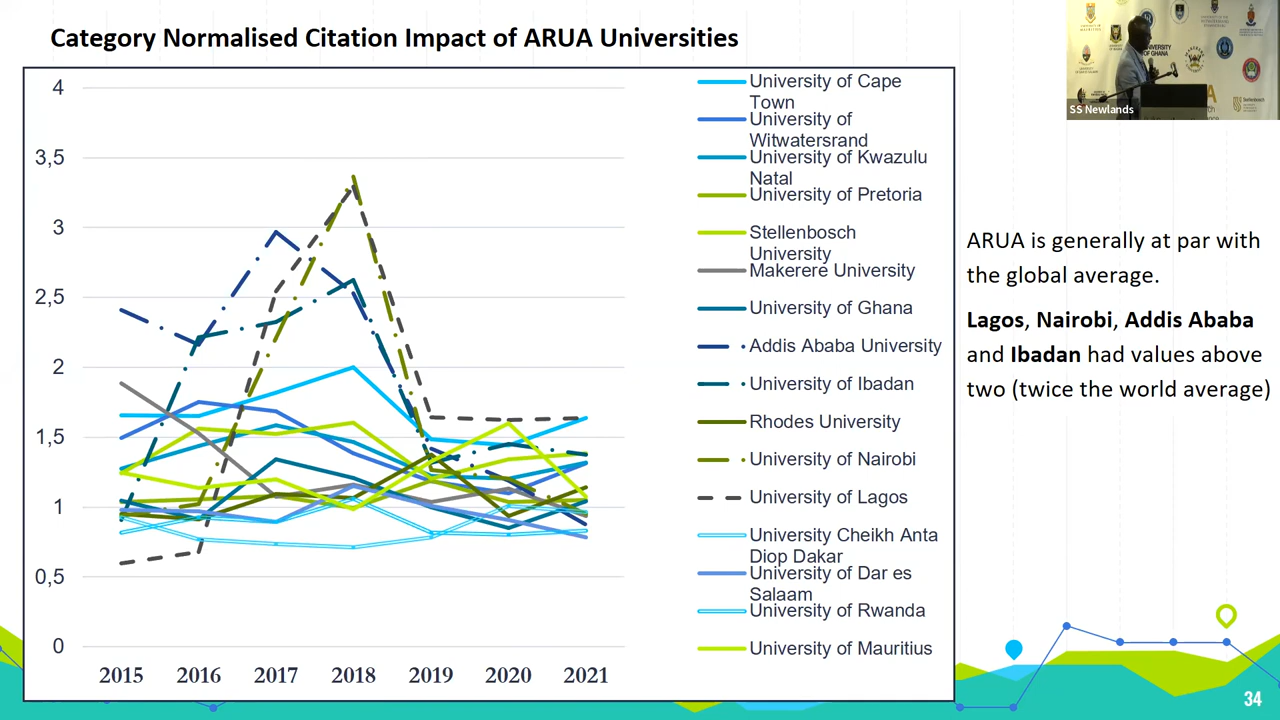 Category Normalised Citation Impact of ARUA Universities
4
3,5
3
2,5
2
1,5
1
0,5
0
2015 2016 2017 2018 2019 2020 2021
University of Cape
Town
University of
Witwatersrand
University of Kwazulu
Natal
University of Pretoria
Stellenbosch
University
Makerere University
University of Ghana
Addis Ababa University
University of Ibadan
Rhodes University
University of Nairobi
University of Lagos
University Cheikh Anta
Diop Dakar
University of Dar es
Salaam
University of Rwanda
University of Mauritius
UNIVERSITY
OF GHANA
SS Newlands
ARUA is generally at par with
the global average.
Lagos, Nairobi, Addis Ababa
and Ibadan had values above
two (twice the world average)
34